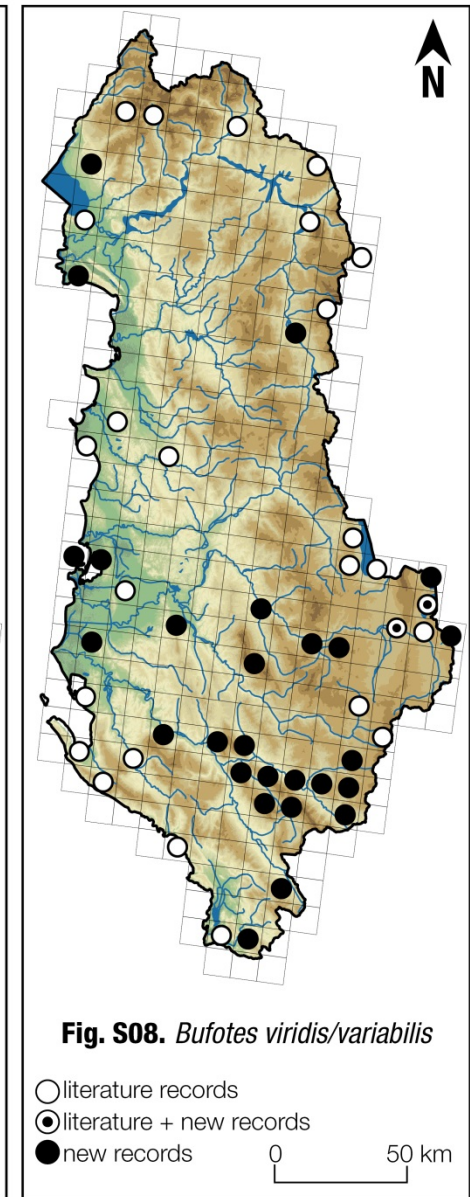 N
Fig. S08. Bufotes viridis/variabilis
literature records
literature + new records
new records
0 50 km